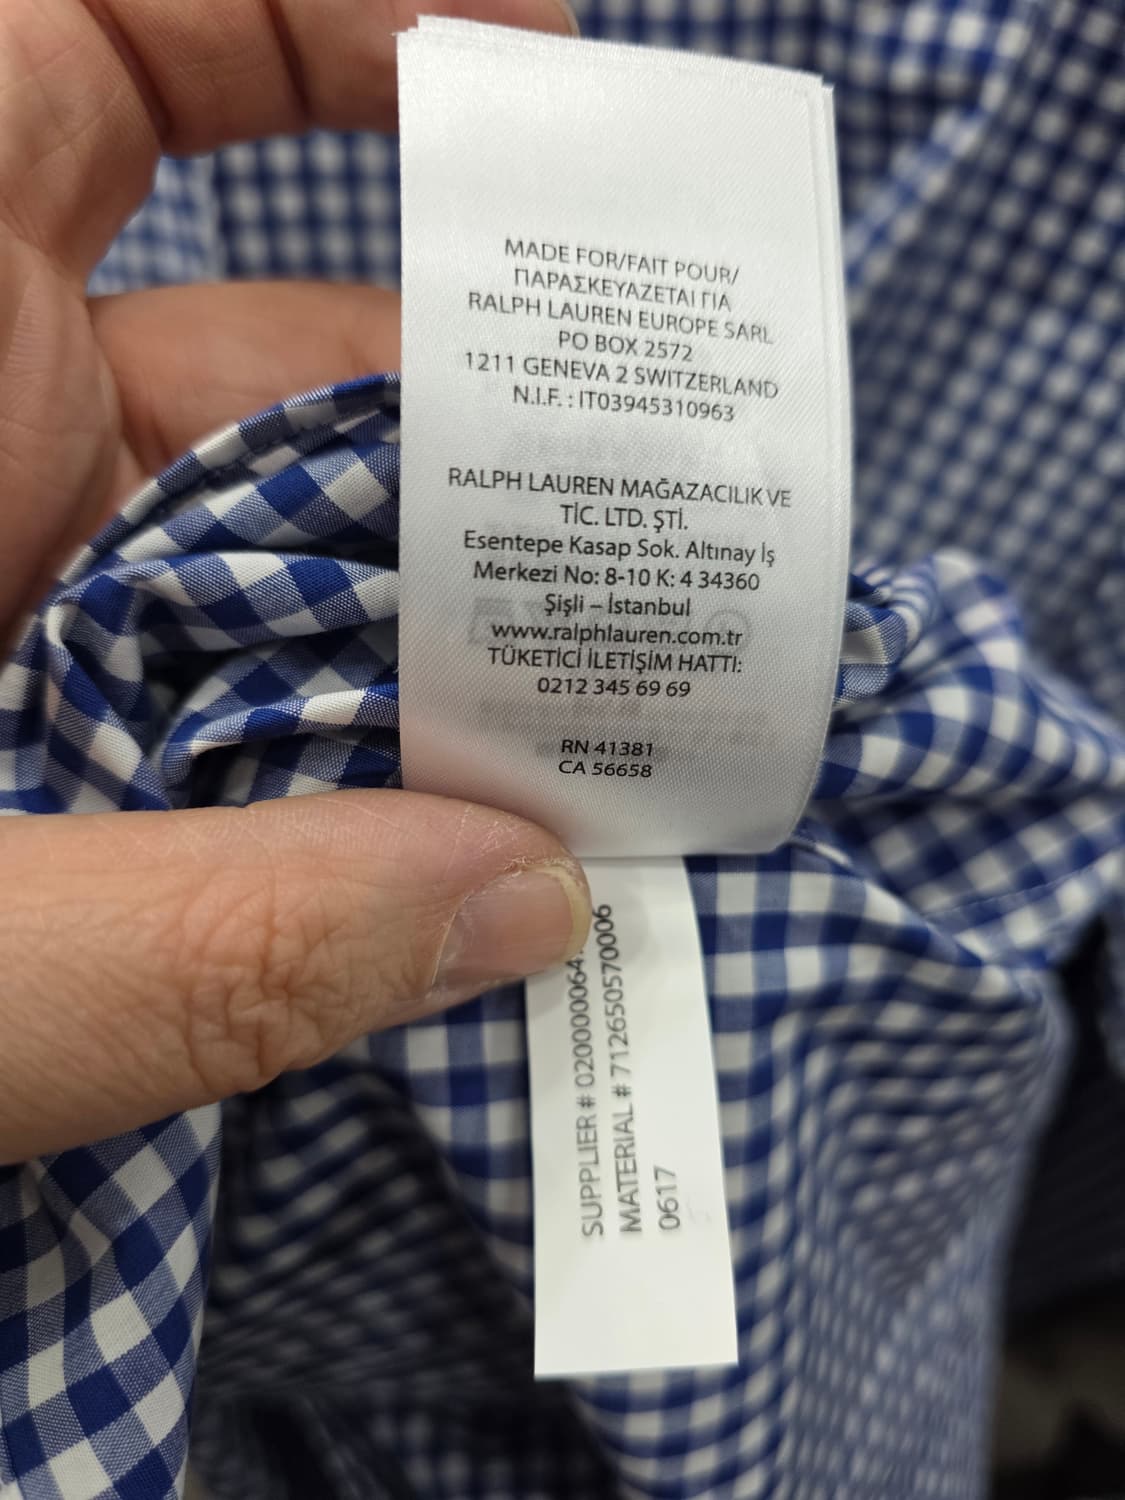 MADE FOR/FAIT POUR/
ΠΑΡΑΣΚΕΥΑΖΕΤΑΙ ΓΙΑ
RALPH LAUREN EUROPE SARL
PO BOX 2572
1211 GENEVA 2 SWITZERLAND
N.I.F. : IT03945310963
RALPH LAUREN MAĞAZACILIK VE
TİC. LTD. ŞTİ.
Esentepe Kasap Sok. Altınay İş
Merkezi No: 8-10 K: 4 34360
Şişli – İstanbul
www.ralphlauren.com.tr
TÜKETİCİ İLETİŞİM HATTI:
0212 345 69 69
RN 41381
CA 56658
SUPPLIER #
MATERIAL # 712650570006
0617